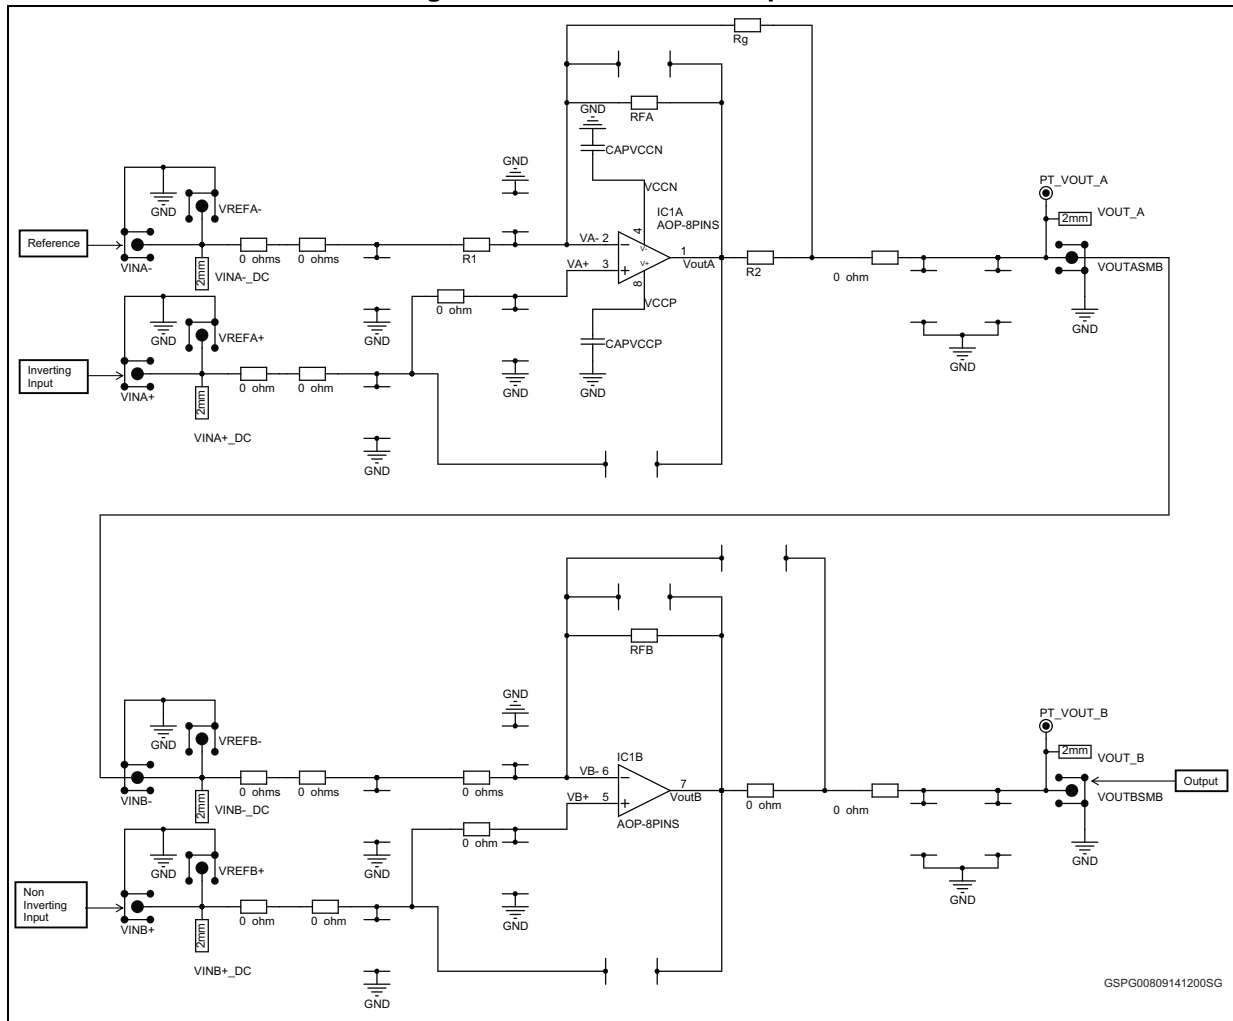 Rg
GND
RFA
CAPVCCN
GND
VCCN
PT_VOUT_A
GND
VREFA-
IC1A
AOP-8PINS
2mm
VOUT_A
Reference
VA- 2
4
V-
1
VA+ 3
V+
8
VoutA
VINA-
2mm
0 ohms
0 ohms
R1
R2
0 ohm
VOUTASMB
VINA-_DC
VCCP
0 ohm
GND
VREFA+
GND
CAPVCCP
GND
GND
Inverting
Input
VINA+
2mm
0 ohm
0 ohm
GND
GND
VINA+_DC
GND
RFB
GND
PT_VOUT_B
GND
VREFB-
IC1B
2mm
VOUT_B
VB- 6
7
Output
VB+ 5
VoutB
VINB-
2mm
0 ohms
0 ohms
0 ohms
0 ohm
0 ohm
VOUTBSMB
VINB-_DC
AOP-8PINS
0 ohm
GND
VREFB+
GND
GND
GND
Non
Inverting
Input
VINB+
2mm
0 ohm
0 ohm
GND
VINB+_DC
GND
GSPG00809141200SG